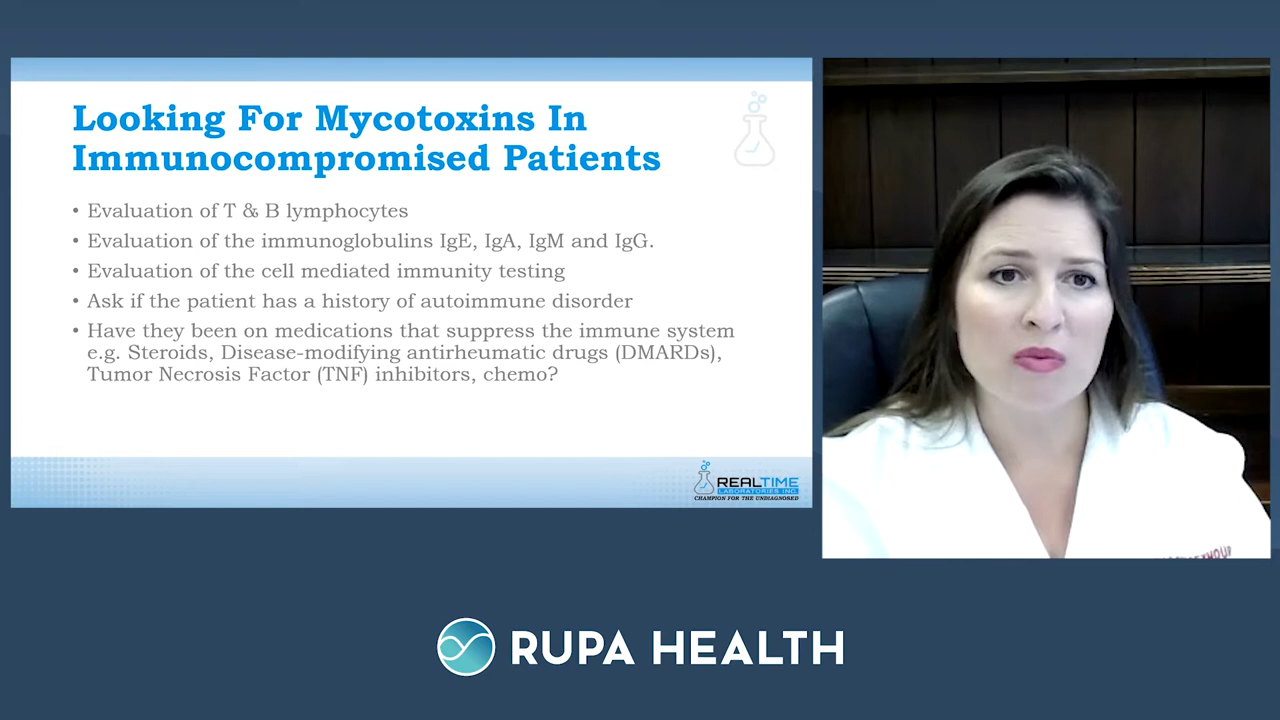 Looking For Mycotoxins In
Immunocompromised Patients
• Evaluation of T & B lymphocytes
• Evaluation of the immunoglobulins IgE, IgA, IgM and IgG.
• Evaluation of the cell mediated immunity testing
• Ask if the patient has a history of autoimmune disorder
• Have they been on medications that suppress the immune system
e.g. Steroids, Disease-modifying antirheumatic drugs (DMARDs),
Tumor Necrosis Factor (TNF) inhibitors, chemo?
REALTIME
LABORATORIES INC.
CHAMPION FOR THE UNDIAGNOSED
RUPA HEALTH